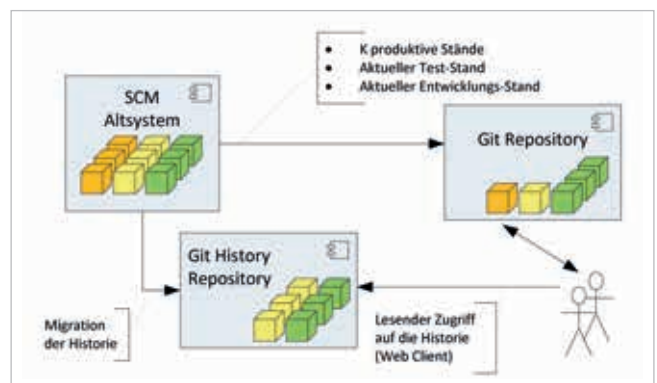 • K produktive Stände
• Aktueller Test-Stand
• Aktueller Entwicklungs-Stand
SCM
Altsystem
Git Repository
Git History
Repository
Migration
der Historie
Lesender Zugriff
auf die Historie
(Web Client)